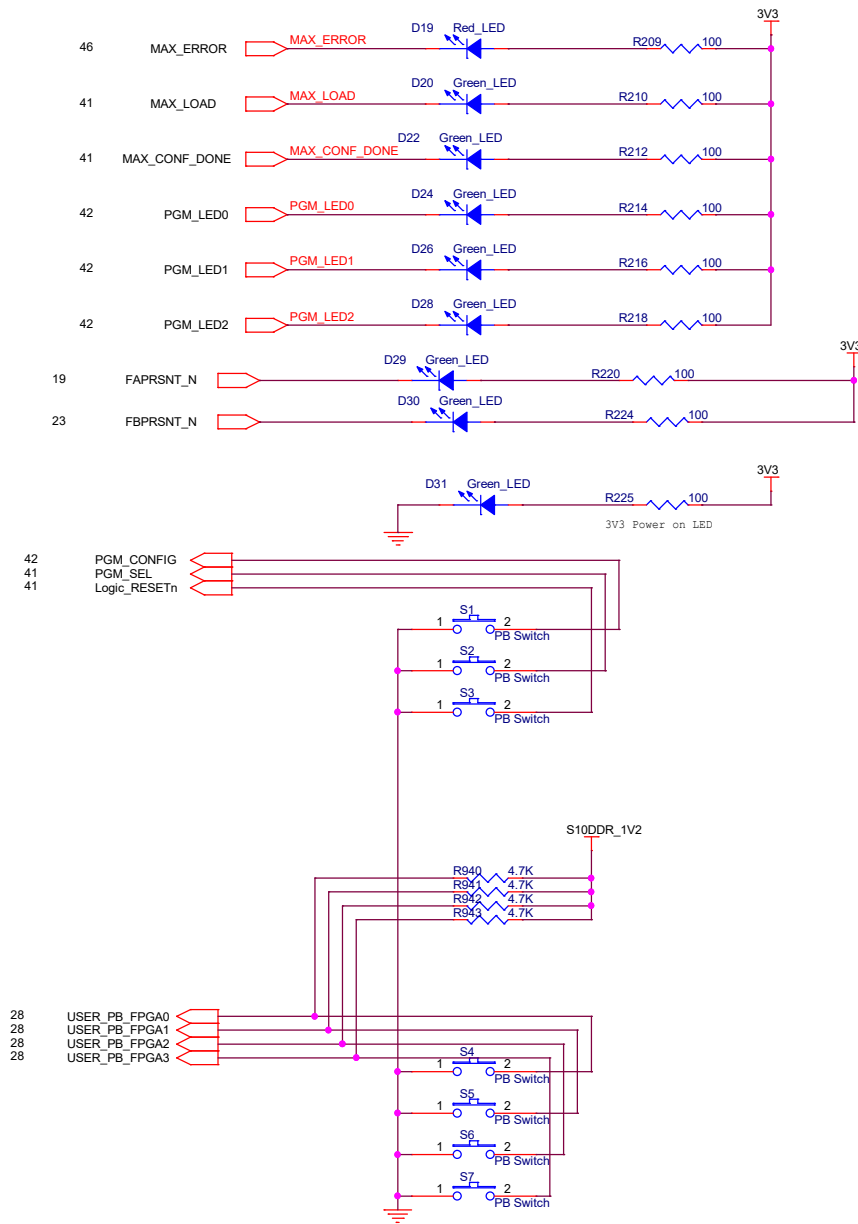 3V3
D19 Red_LED
46 MAX_ERROR MAX_ERROR R209 100
D20 Green_LED
41 MAX_LOAD MAX_LOAD R210 100
D22 Green_LED
41 MAX_CONF_DONE MAX_CONF_DONE R212 100
D24 Green_LED
42 PGM_LED0 PGM_LED0 R214 100
D26 Green_LED
42 PGM_LED1 PGM_LED1 R216 100
D28 Green_LED
42 PGM_LED2 PGM_LED2 R218 100
3V3
D29 Green_LED
19 FAPRSNT_N R220 100
D30 Green_LED
23 FBPRSNT_N R224 100
3V3
D31 Green_LED
R225 100
3V3 Power on LED
42 PGM_CONFIG
41 PGM_SEL
41 Logic_RESETn
S1
1 2
PB Switch
S2
1 2
PB Switch
S3
1 2
PB Switch
S10DDR_1V2
R940 4.7K
R941 4.7K
R942 4.7K
R943 4.7K
28 USER_PB_FPGA0
28 USER_PB_FPGA1
28 USER_PB_FPGA2
28 USER_PB_FPGA3
S4
1 2
PB Switch
S5
1 2
PB Switch
S6
1 2
PB Switch
S7
1 2
PB Switch